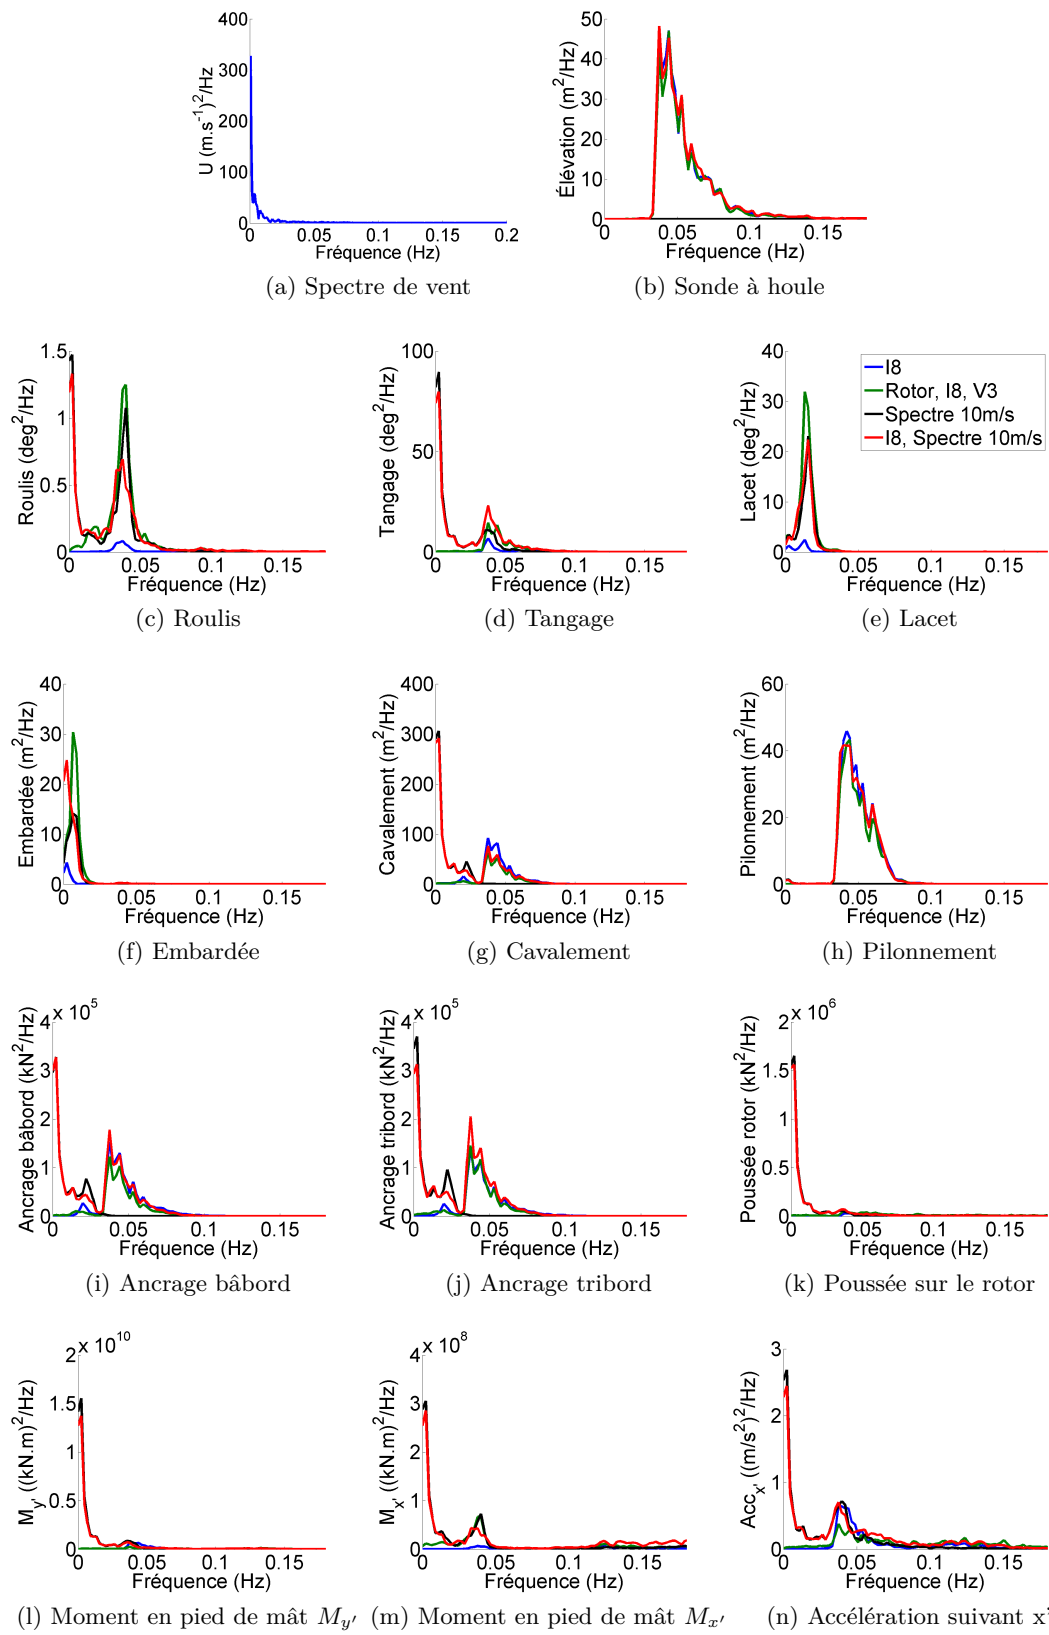 400
300
200
100
0
U (m.s-1)2/Hz
0 0.05 0.1 0.15 0.2
Fréquence (Hz)
(a) Spectre de vent
50
40
30
20
10
0
Élévation (m2/Hz)
0.05 0.1 0.15
Fréquence (Hz)
(b) Sonde à houle
1.5
1
0.5
0
Roulis (deg2/Hz)
0 0.05 0.1 0.15
Fréquence (Hz)
(c) Roulis
100
50
0
Tangage (deg2/Hz)
0 0.05 0.1 0.15
Fréquence (Hz)
(d) Tangage
40
30
20
10
0
Lacet (deg2/Hz)
0 0.05 0.1 0.15
Fréquence (Hz)
I8
Rotor, I8, V3
Spectre 10m/s
I8, Spectre 10m/s
(e) Lacet
40
30
20
10
0
Embardée (m2/Hz)
0 0.05 0.1 0.15
Fréquence (Hz)
(f) Embardée
400
300
200
100
0
Cavalement (m2/Hz)
0 0.05 0.1 0.15
Fréquence (Hz)
(g) Cavalement
60
40
20
0
Pilonnement (m2/Hz)
0 0.05 0.1 0.15
Fréquence (Hz)
(h) Pilonnement
x 10^5
4
3
2
1
0
Ancrage bâbord (kN2/Hz)
0 0.05 0.1 0.15
Fréquence (Hz)
(i) Ancrage bâbord
x 10^5
4
3
2
1
0
Ancrage tribord (kN2/Hz)
0 0.05 0.1 0.15
Fréquence (Hz)
(j) Ancrage tribord
x 10^6
2
1.5
1
0.5
0
Poussée rotor (kN2/Hz)
0 0.05 0.1 0.15
Fréquence (Hz)
(k) Poussée sur le rotor
x 10^10
2
1.5
1
0.5
0
My' ((kN.m)2/Hz)
0 0.05 0.1 0.15
Fréquence (Hz)
(l) Moment en pied de mât My′
x 10^8
4
3
2
1
0
Mx' ((kN.m)2/Hz)
0 0.05 0.1 0.15
Fréquence (Hz)
(m) Moment en pied de mât Mx′
3
2
1
0
Accx' ((m/s2)2/Hz)
0 0.05 0.1 0.15
Fréquence (Hz)
(n) Accélération suivant x'